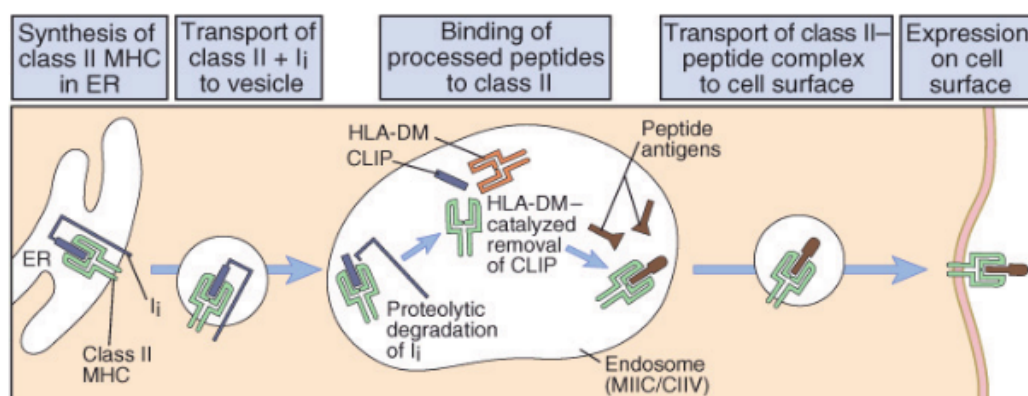 Synthesis of
class II MHC
in ER
Transport of
class II + Ii
to vesicle
Binding of
processed peptides
to class II
Transport of class II–
peptide complex
to cell surface
Expression
on cell
surface
HLA-DM
CLIP
Peptide
antigens
HLA-DM–
catalyzed
removal
of CLIP
ER
Ii
Class II
MHC
Proteolytic
degradation
of Ii
Endosome
(MIIC/CIIV)